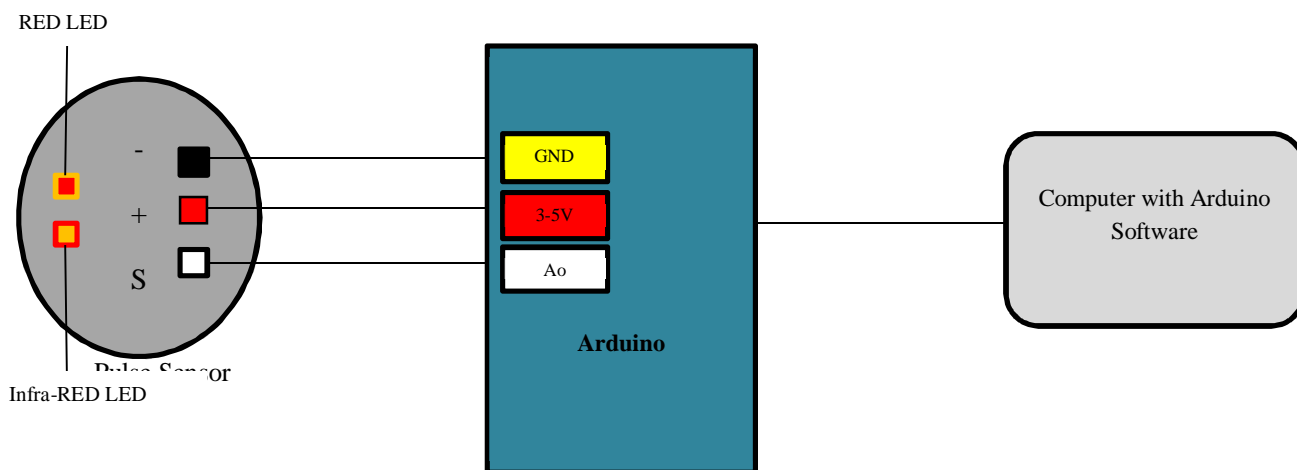 RED LED
-
+
S
Pulse Sensor
Infra-RED LED
GND
3-5V
Ao
Arduino
Computer with Arduino
Software